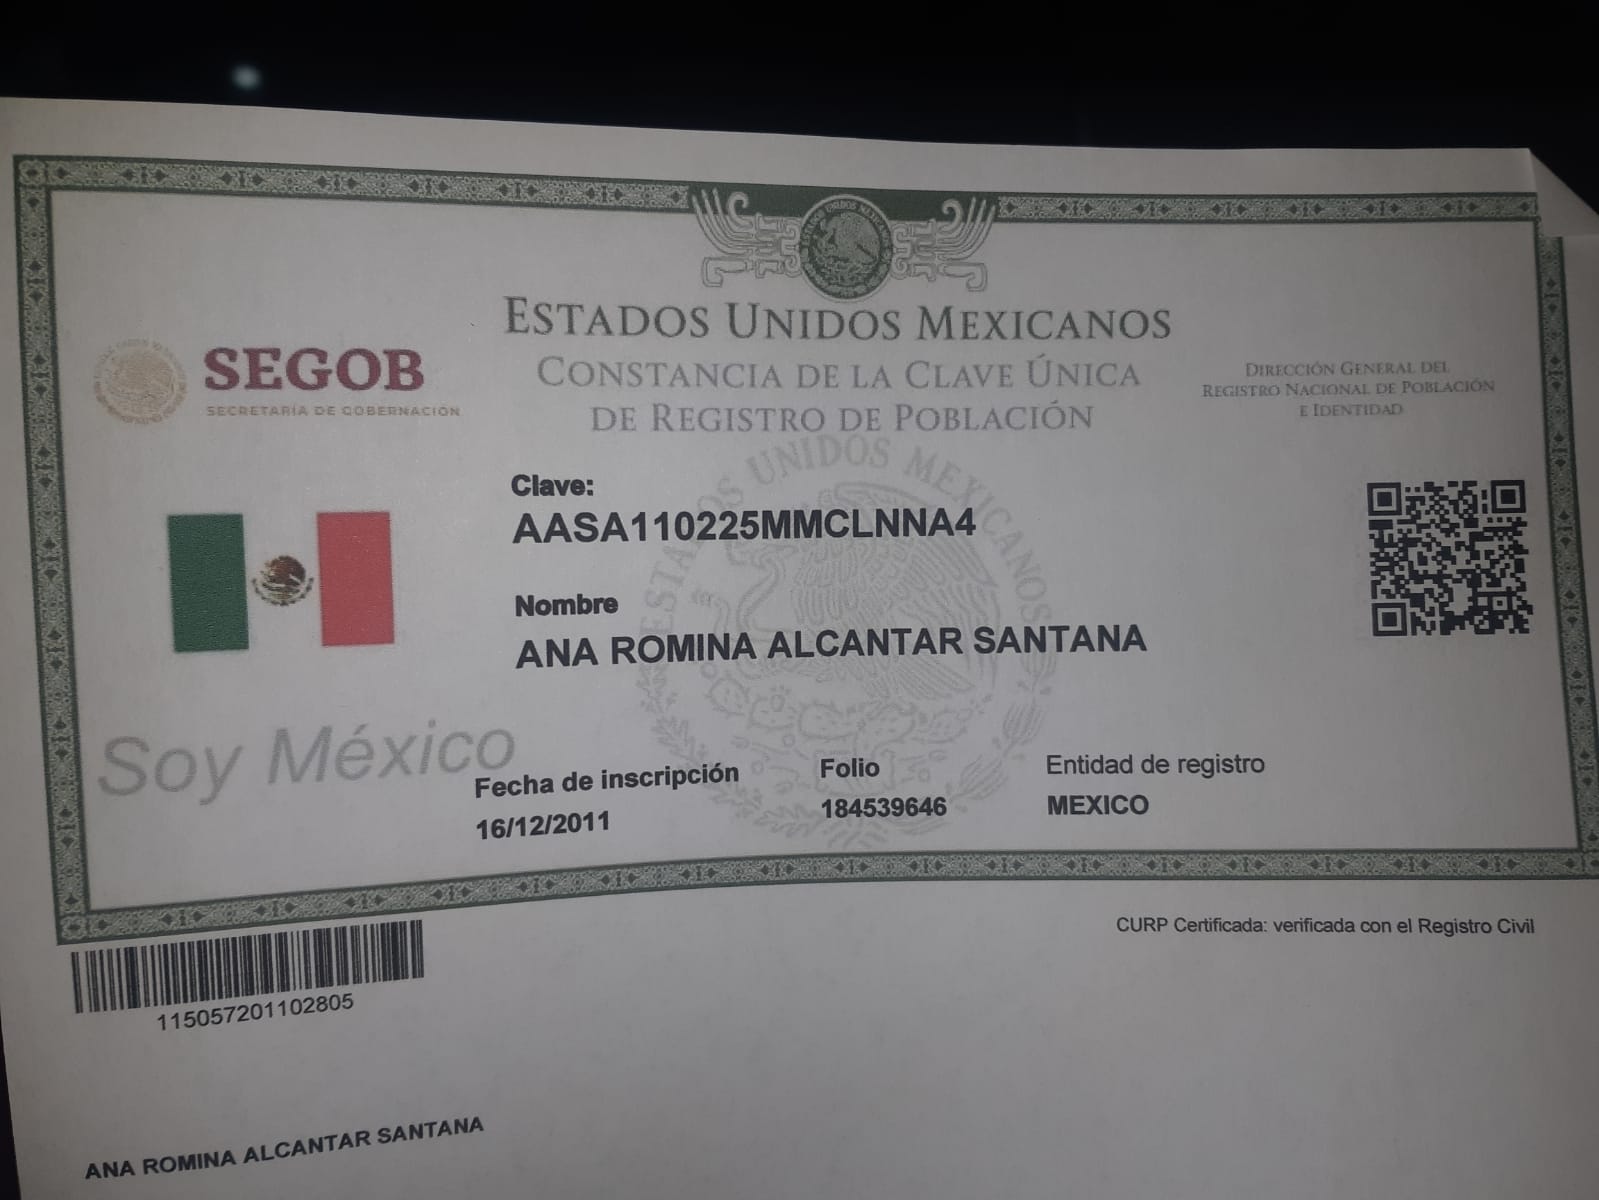 ESTADOS UNIDOS MEXICANOS
SEGOB
SECRETARÍA DE GOBERNACIÓN
CONSTANCIA DE LA CLAVE ÚNICA
DE REGISTRO DE POBLACIÓN
DIRECCIÓN GENERAL DEL
REGISTRO NACIONAL DE POBLACIÓN
E IDENTIDAD
ESTADOS UNIDOS MEXICANOS
Clave:
AASA110225MMCLNNA4
Nombre
ANA ROMINA ALCANTAR SANTANA
Soy México
Fecha de inscripción
16/12/2011
Folio
184539646
Entidad de registro
MEXICO
CURP Certificada: verificada con el Registro Civil
115057201102805
ANA ROMINA ALCANTAR SANTANA